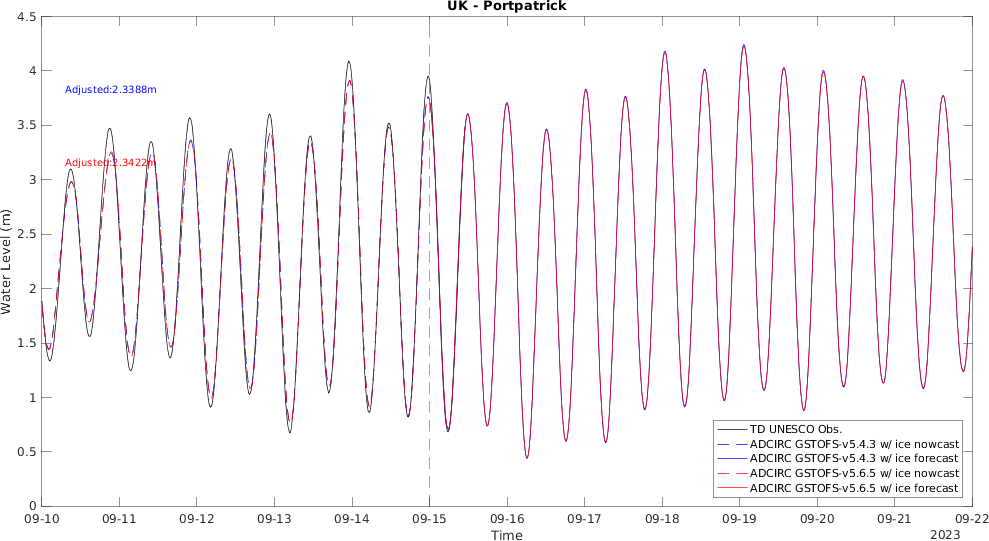 UK - Portpatrick
4.5
4
3.5
3
2.5
2
1.5
1
0.5
0
Water Level (m)
Adjusted:2.3388m
Adjusted:2.3422m
TD UNESCO Obs.
ADCIRC GSTOFS-v5.4.3 w/ ice nowcast
ADCIRC GSTOFS-v5.4.3 w/ ice forecast
ADCIRC GSTOFS-v5.6.5 w/ ice nowcast
ADCIRC GSTOFS-v5.6.5 w/ ice forecast
09-10 09-11 09-12 09-13 09-14 09-15 09-16 09-17 09-18 09-19 09-20 09-21 09-22
Time
2023